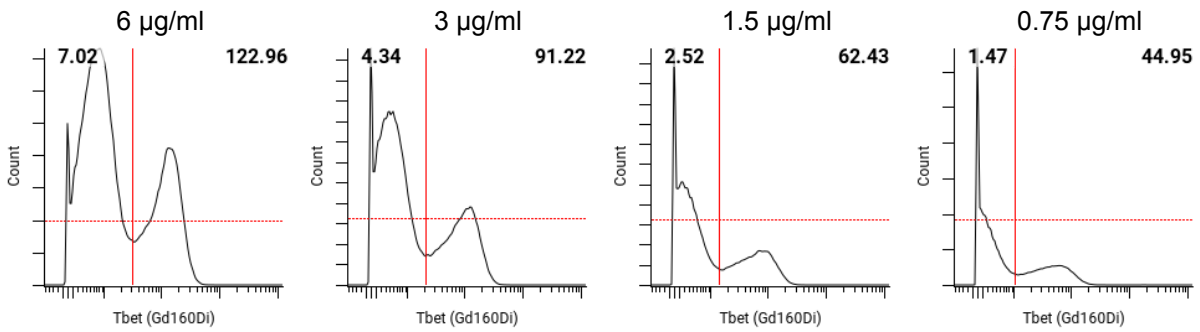 6 µg/ml
3 µg/ml
1.5 µg/ml
0.75 µg/ml
7.02
122.96
4.34
91.22
2.52
62.43
1.47
44.95
Count
Count
Count
Count
Tbet (Gd160Di)
Tbet (Gd160Di)
Tbet (Gd160Di)
Tbet (Gd160Di)